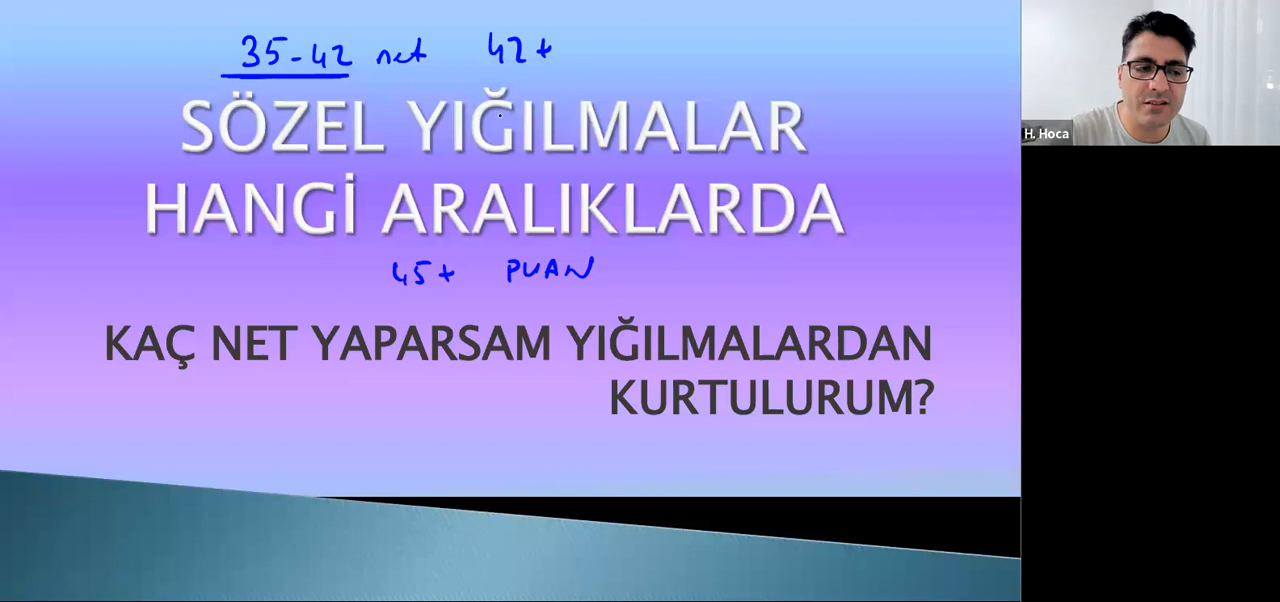 35-42 net 42+
SÖZEL YIĞILMALAR
HANGİ ARALIKLARDA
45+ PUAN
KAÇ NET YAPARSAM YIĞILMALARDAN
KURTULURUM?
H. Hoca